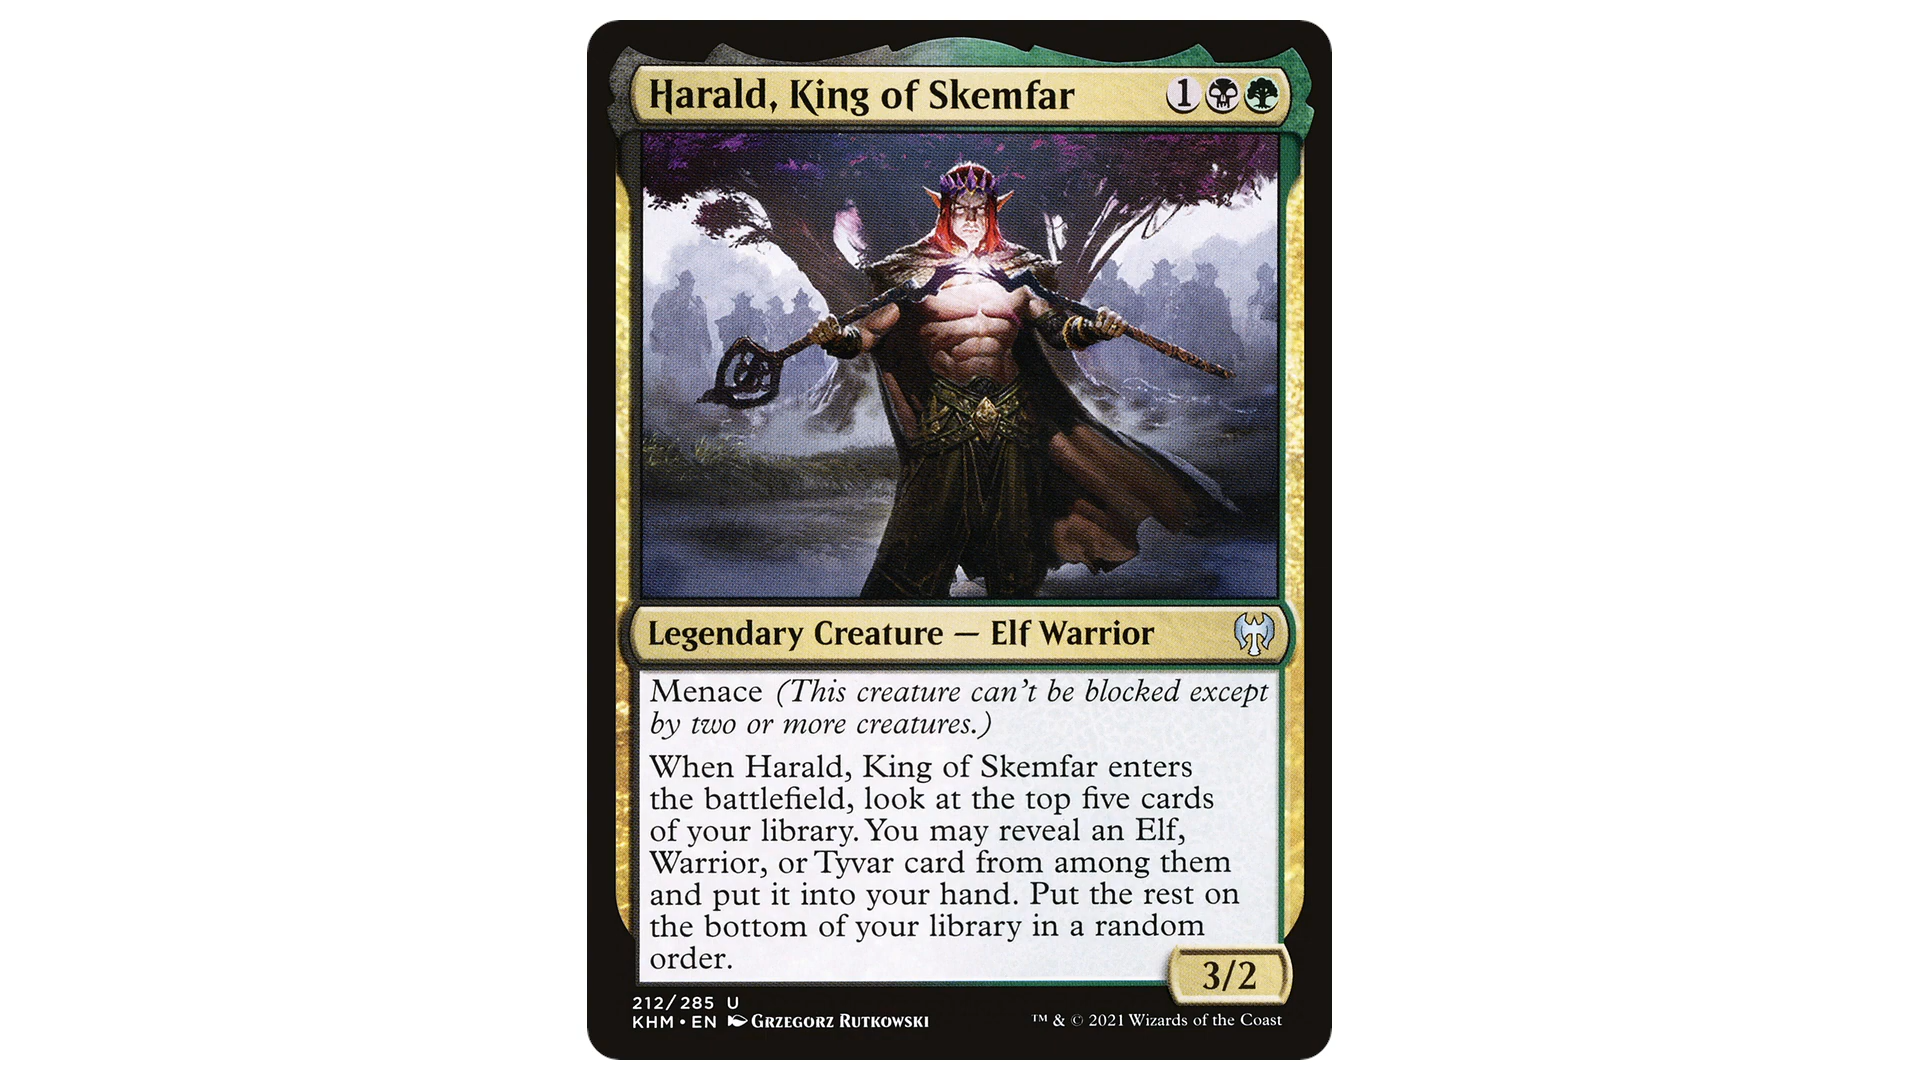 Harald, King of Skemfar 1
Legendary Creature — Elf Warrior
Menace (This creature can't be blocked except
by two or more creatures.)
When Harald, King of Skemfar enters
the battlefield, look at the top five cards
of your library. You may reveal an Elf,
Warrior, or Tyvar card from among them
and put it into your hand. Put the rest on
the bottom of your library in a random
order.
3/2
212/285 U
KHM • EN Grzegorz Rutkowski
™ & © 2021 Wizards of the Coast